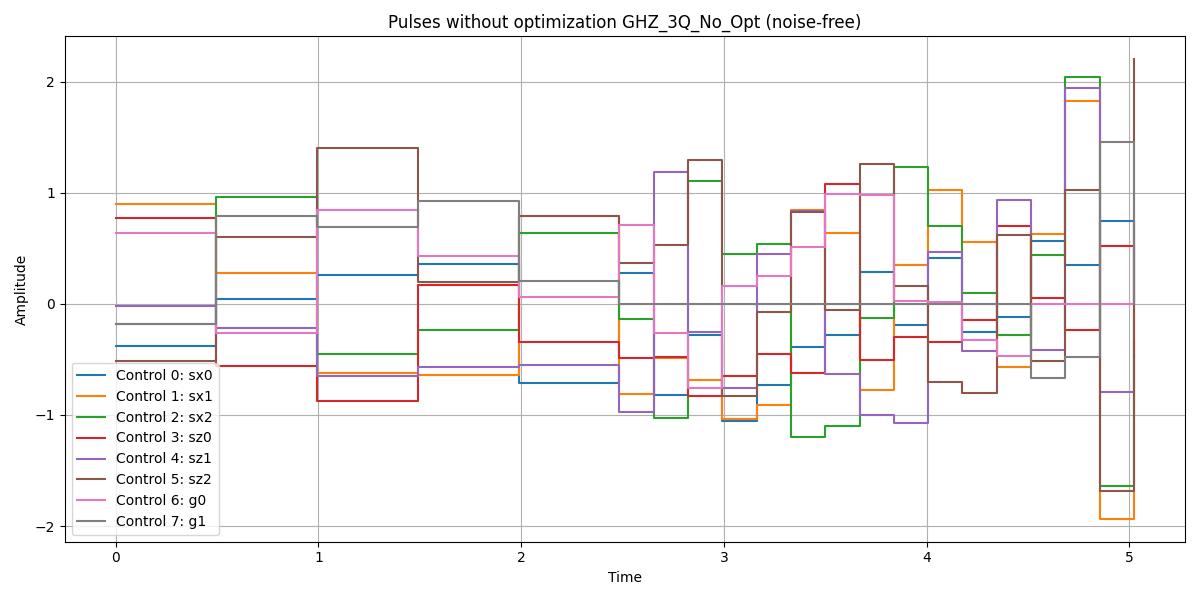 Pulses without optimization GHZ_3Q_No_Opt (noise-free)
Amplitude
2
1
0
−1
−2
Control 0: sx0
Control 1: sx1
Control 2: sx2
Control 3: sz0
Control 4: sz1
Control 5: sz2
Control 6: g0
Control 7: g1
0 1 2 3 4 5
Time